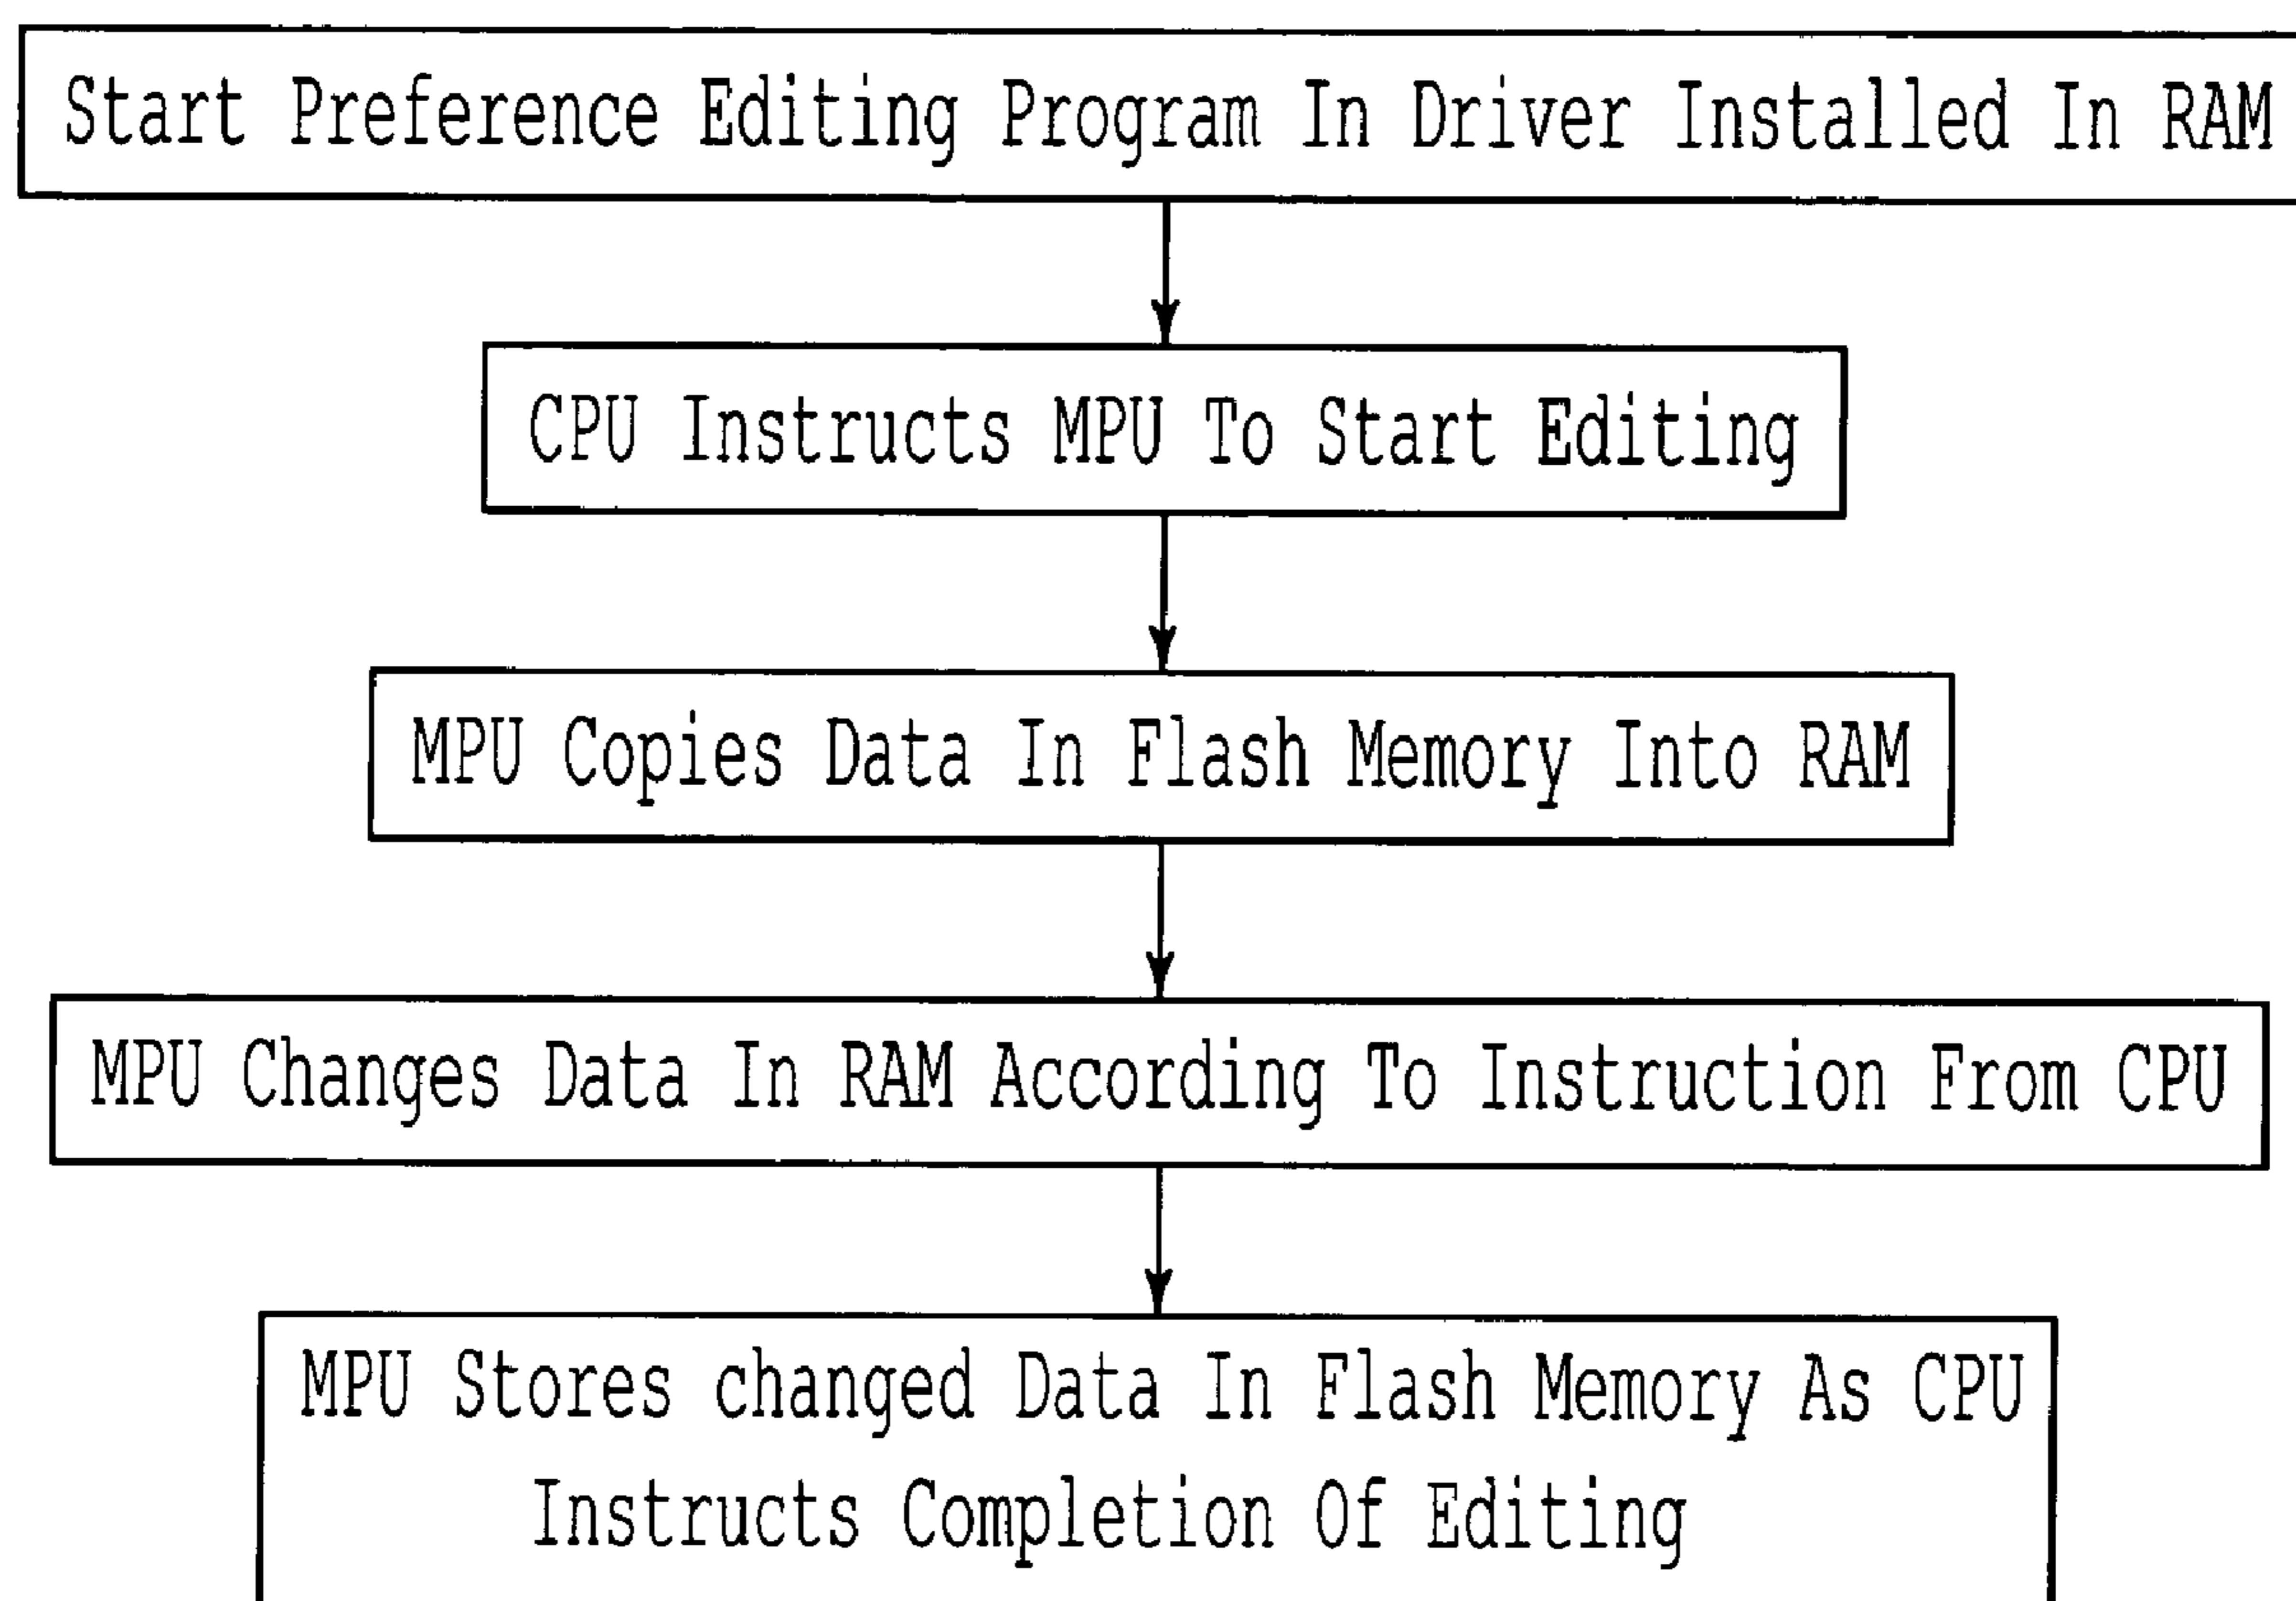 Start Preference Editing Program In Driver Installed In RAM
CPU Instructs MPU To Start Editing
MPU Copies Data In Flash Memory Into RAM
MPU Changes Data In RAM According To Instruction From CPU
MPU Stores changed Data In Flash Memory As CPU
Instructs Completion Of Editing